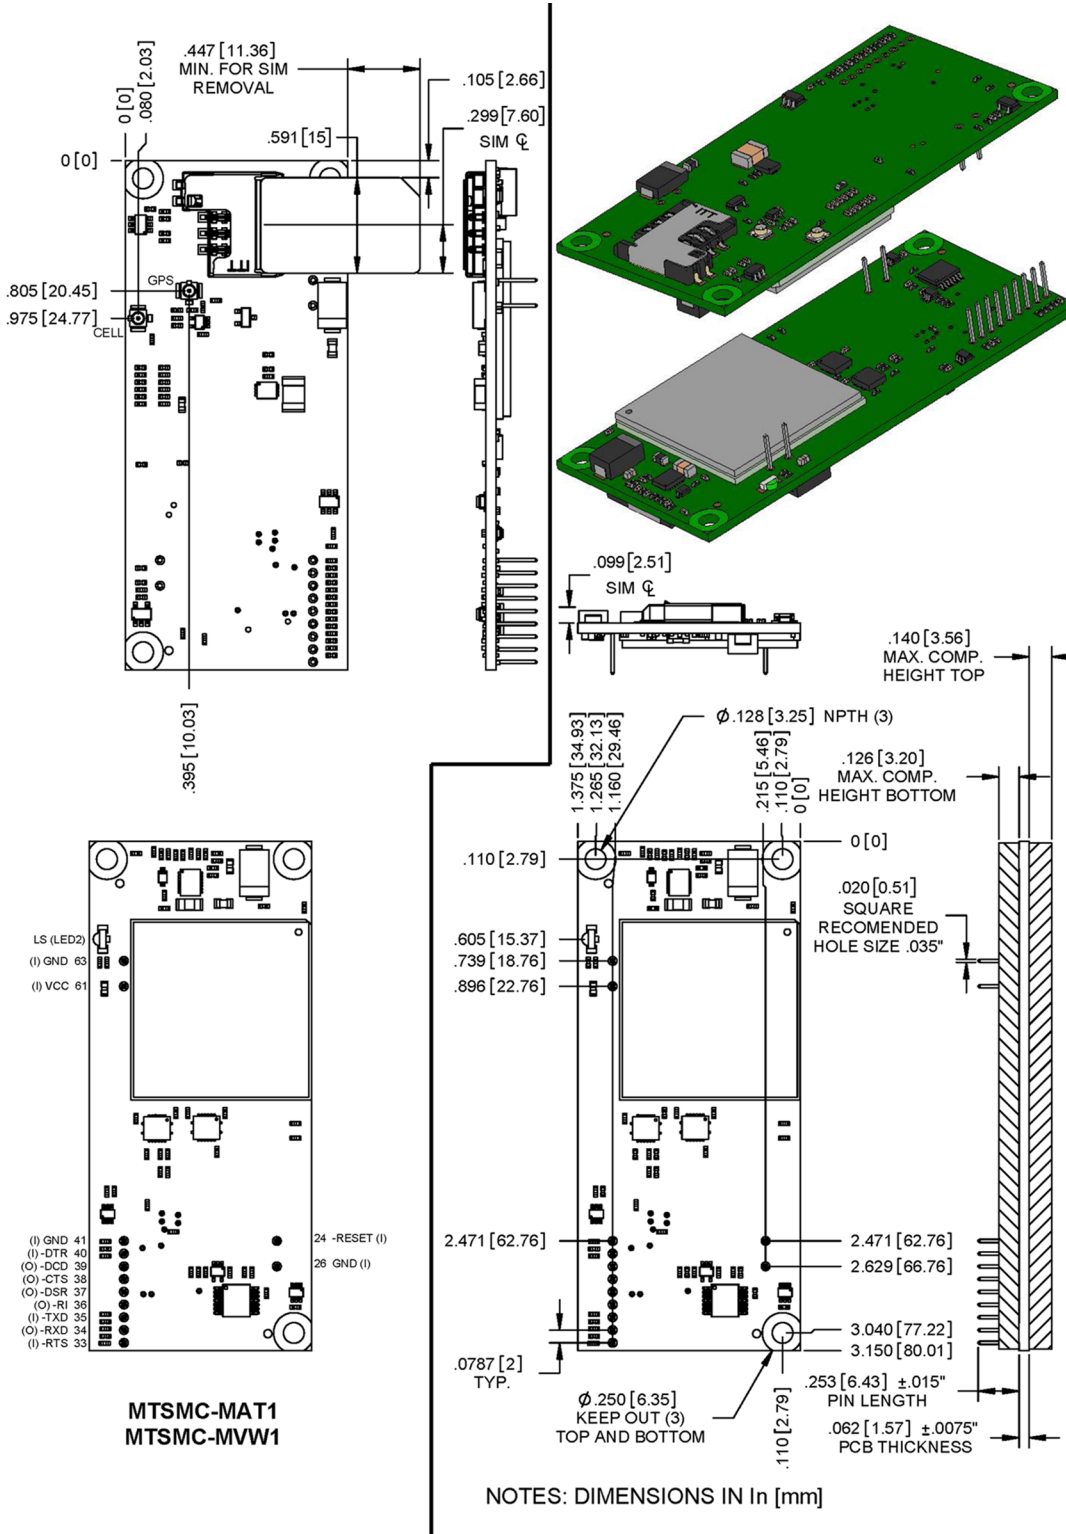 .447 [11.36]
MIN. FOR SIM
REMOVAL
0 [0]
.080 [2.03]
.105 [2.66]
.299 [7.60]
SIM ℄
.591 [15]
0 [0]
GPS
.805 [20.45]
.975 [24.77]
CELL
.395 [10.03]
.099 [2.51]
SIM ℄
.140 [3.56]
MAX. COMP.
HEIGHT TOP
Ø.128 [3.25] NPTH (3)
1.375 [34.93]
1.265 [32.13]
1.160 [29.46]
.215 [5.46]
.110 [2.79]
0 [0]
.126 [3.20]
MAX. COMP.
HEIGHT BOTTOM
0 [0]
.110 [2.79]
.020 [0.51]
SQUARE
RECOMENDED
HOLE SIZE .035"
.605 [15.37]
.739 [18.76]
.896 [22.76]
LS (LED2)
(I) GND 63
(I) VCC 61
(I) GND 41
(I) -DTR 40
(O) -DCD 39
(O) -CTS 38
(O) -DSR 37
(O) -RI 36
(I) -TXD 35
(O) -RXD 34
(I) -RTS 33
24 -RESET (I)
26 GND (I)
2.471 [62.76]
2.471 [62.76]
2.629 [66.76]
3.040 [77.22]
3.150 [80.01]
.0787 [2]
TYP.
Ø.250 [6.35]
KEEP OUT (3)
TOP AND BOTTOM
.110 [2.79]
.253 [6.43] ±.015"
PIN LENGTH
.062 [1.57] ±.0075"
PCB THICKNESS
MTSMC-MAT1
MTSMC-MVW1
NOTES: DIMENSIONS IN In [mm]